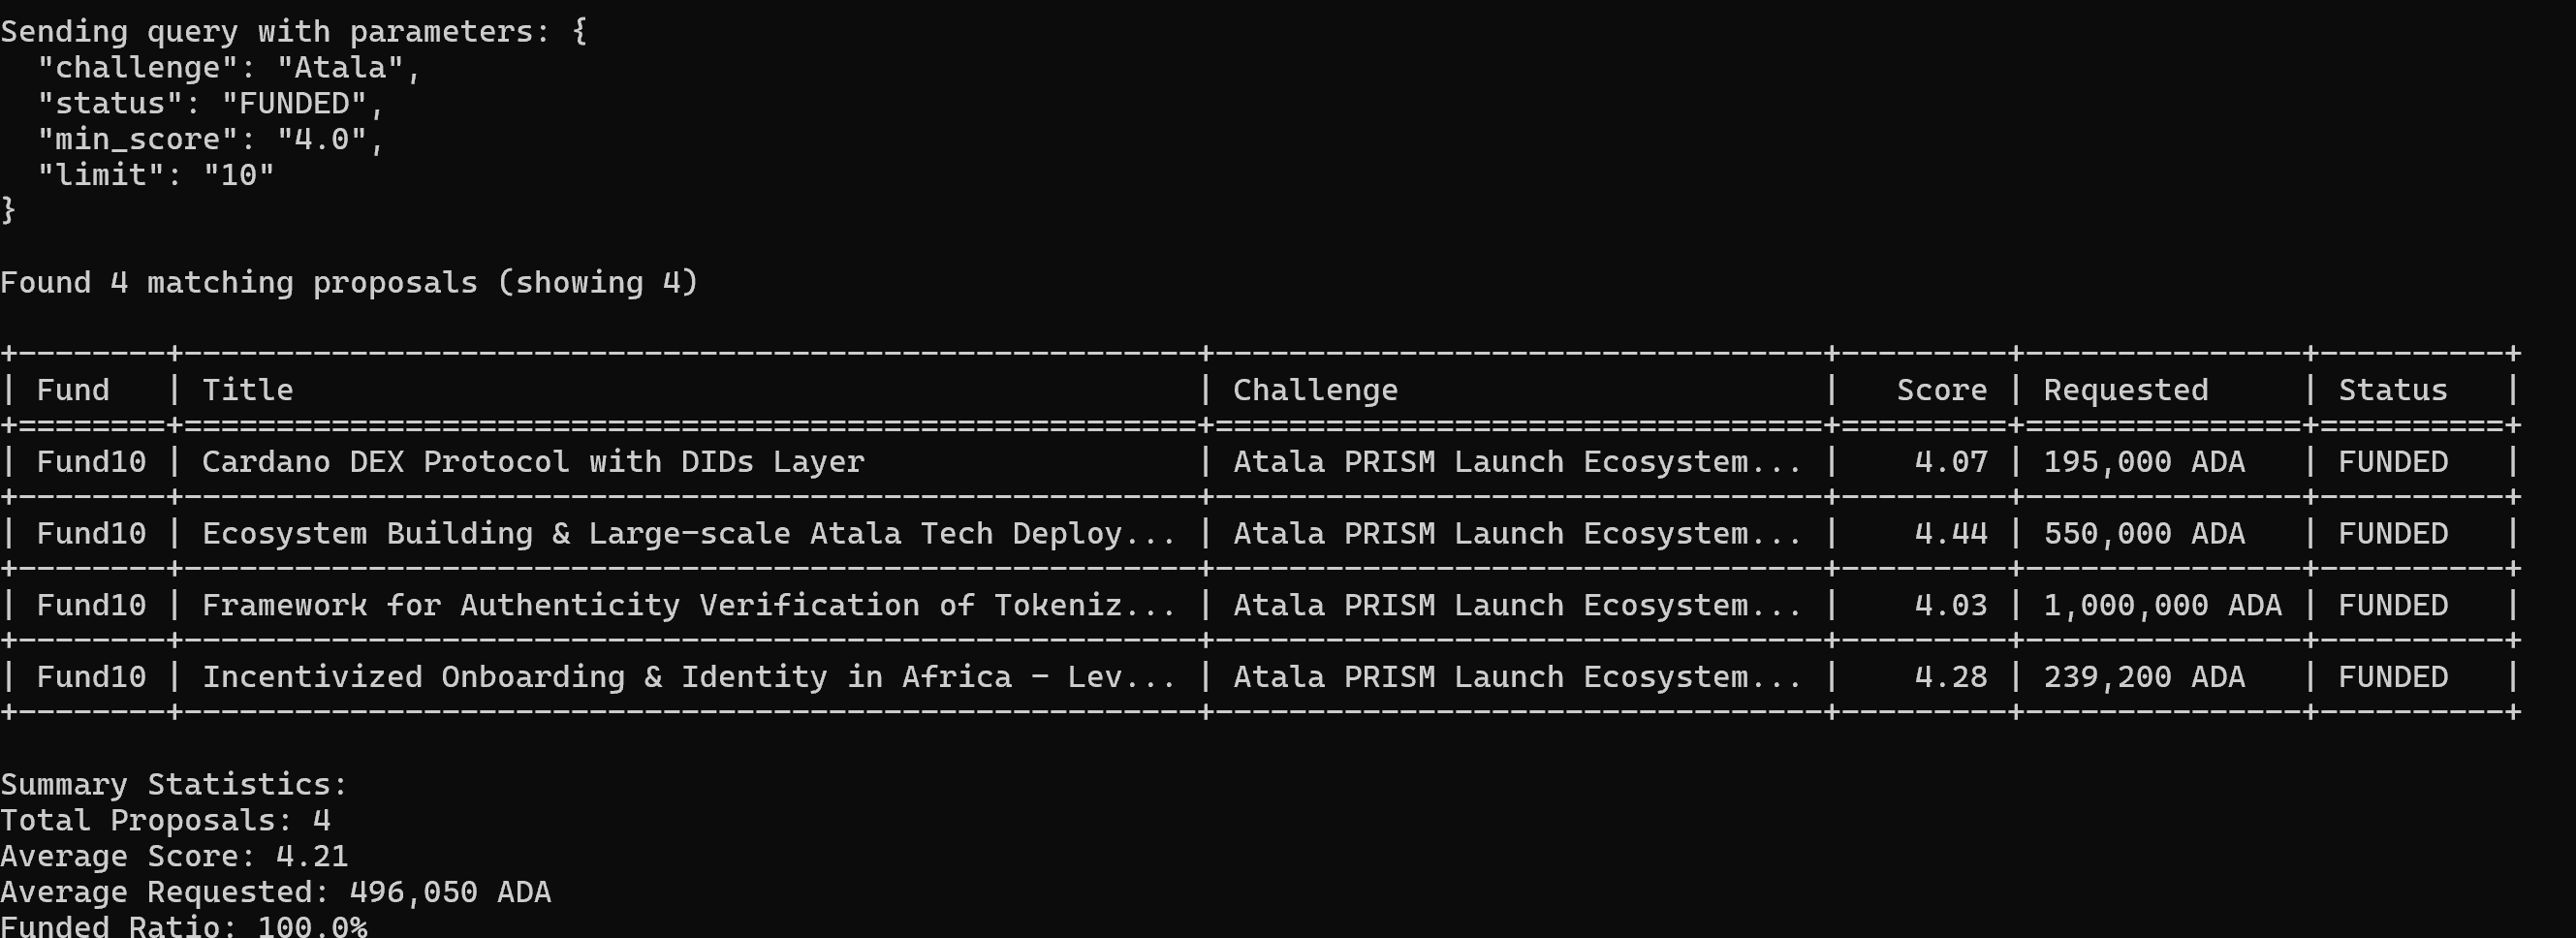 Sending query with parameters: {
  "challenge": "Atala",
  "status": "FUNDED",
  "min_score": "4.0",
  "limit": "10"
}

Found 4 matching proposals (showing 4)

+--------+-------------------------------------------------------+---------------------------------+---------+---------------+----------+
| Fund   | Title                                                 | Challenge                       |   Score | Requested     | Status   |
+========+=======================================================+=================================+=========+===============+==========+
| Fund10 | Cardano DEX Protocol with DIDs Layer                  | Atala PRISM Launch Ecosystem... |    4.07 | 195,000 ADA   | FUNDED   |
+--------+-------------------------------------------------------+---------------------------------+---------+---------------+----------+
| Fund10 | Ecosystem Building & Large-scale Atala Tech Deploy... | Atala PRISM Launch Ecosystem... |    4.44 | 550,000 ADA   | FUNDED   |
+--------+-------------------------------------------------------+---------------------------------+---------+---------------+----------+
| Fund10 | Framework for Authenticity Verification of Tokeniz... | Atala PRISM Launch Ecosystem... |    4.03 | 1,000,000 ADA | FUNDED   |
+--------+-------------------------------------------------------+---------------------------------+---------+---------------+----------+
| Fund10 | Incentivized Onboarding & Identity in Africa - Lev... | Atala PRISM Launch Ecosystem... |    4.28 | 239,200 ADA   | FUNDED   |
+--------+-------------------------------------------------------+---------------------------------+---------+---------------+----------+

Summary Statistics:
Total Proposals: 4
Average Score: 4.21
Average Requested: 496,050 ADA
Funded Ratio: 100.0%